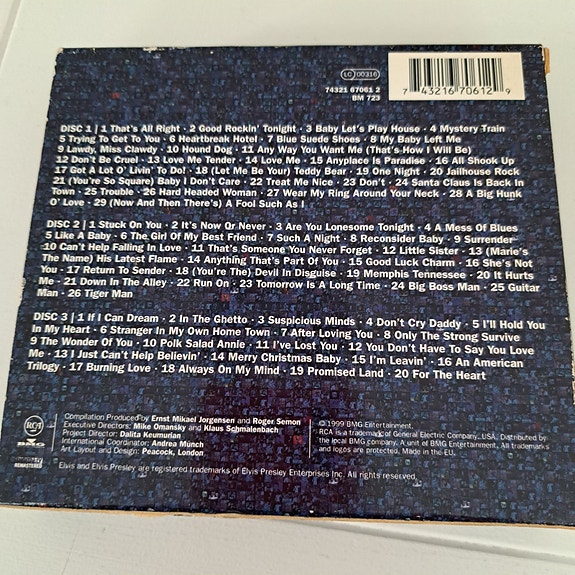 LC 00316
74321 67061 2
BM 723
7 43216 70612 9
DISC 1 | 1 That's All Right · 2 Good Rockin' Tonight · 3 Baby Let's Play House · 4 Mystery Train
5 Trying To Get To You · 6 Heartbreak Hotel · 7 Blue Suede Shoes · 8 My Baby Left Me
9 Lawdy, Miss Clawdy · 10 Hound Dog · 11 Any Way You Want Me (That's How I Will Be)
12 Don't Be Cruel · 13 Love Me Tender · 14 Love Me · 15 Anyplace Is Paradise · 16 All Shook Up
17 Got A Lot O' Livin' To Do! · 18 (Let Me Be Your) Teddy Bear · 19 One Night · 20 Jailhouse Rock
21 (You're So Square) Baby I Don't Care · 22 Treat Me Nice · 23 Don't · 24 Santa Claus Is Back In
Town · 25 Trouble · 26 Hard Headed Woman · 27 Wear My Ring Around Your Neck · 28 A Big Hunk
O' Love · 29 (Now And Then There's) A Fool Such As I
DISC 2 | 1 Stuck On You · 2 It's Now Or Never · 3 Are You Lonesome Tonight · 4 A Mess Of Blues
5 Like A Baby · 6 The Girl Of My Best Friend · 7 Such A Night · 8 Reconsider Baby · 9 Surrender
10 Can't Help Falling In Love · 11 That's Someone You Never Forget · 12 Little Sister · 13 (Marie's
The Name) His Latest Flame · 14 Anything That's Part Of You · 15 Good Luck Charm · 16 She's Not
You · 17 Return To Sender · 18 (You're The) Devil In Disguise · 19 Memphis Tennessee · 20 It Hurts
Me · 21 Down In The Alley · 22 Run On · 23 Tomorrow Is A Long Time · 24 Big Boss Man · 25 Guitar
Man · 26 Tiger Man
DISC 3 | 1 If I Can Dream · 2 In The Ghetto · 3 Suspicious Minds · 4 Don't Cry Daddy · 5 I'll Hold You
In My Heart · 6 Stranger In My Own Home Town · 7 After Loving You · 8 Only The Strong Survive
9 The Wonder Of You · 10 Polk Salad Annie · 11 I've Lost You · 12 You Don't Have To Say You Love
Me · 13 I Just Can't Help Believin' · 14 Merry Christmas Baby · 15 I'm Leavin' · 16 An American
Trilogy · 17 Burning Love · 18 Always On My Mind · 19 Promised Land · 20 For The Heart
RCA
BMG
REMASTERED
Compilation Produced by Ernst Mikael Jorgensen and Roger Semon
Executive Directors: Mike Omansky and Klaus Schmalenbach
Project Director: Dalita Keumurian
International Coordinator: Andrea Münch
Art Layout and Design: Peacock, London
℗ 1999 BMG Entertainment.
RCA is a trademark of General Electric Company, USA. Distributed by
the local BMG company. A unit of BMG Entertainment. All trademarks
and logos are protected. Made in the EU.
Elvis and Elvis Presley are registered trademarks of Elvis Presley Enterprises Inc. All rights reserved.